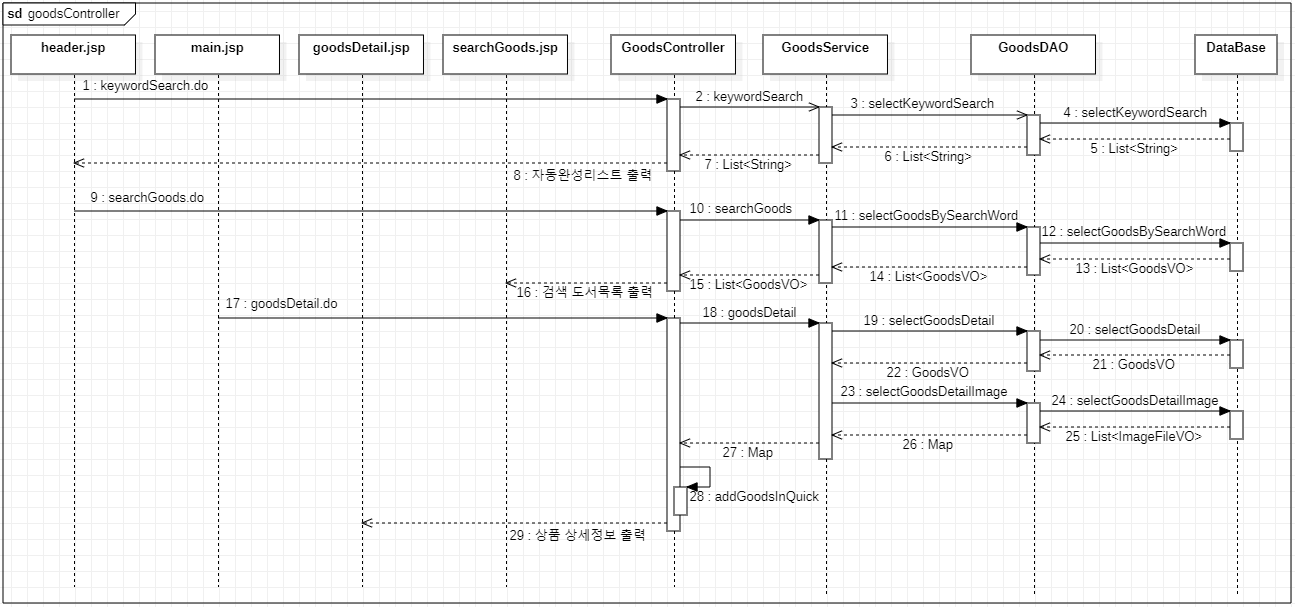 sd goodsController
header.jsp
main.jsp
goodsDetail.jsp
searchGoods.jsp
GoodsController
GoodsService
GoodsDAO
DataBase
1 : keywordSearch.do
2 : keywordSearch
3 : selectKeywordSearch
4 : selectKeywordSearch
5 : List<String>
6 : List<String>
7 : List<String>
8 : 자동완성리스트 출력
9 : searchGoods.do
10 : searchGoods
11 : selectGoodsBySearchWord
12 : selectGoodsBySearchWord
13 : List<GoodsVO>
14 : List<GoodsVO>
15 : List<GoodsVO>
16 : 검색 도서목록 출력
17 : goodsDetail.do
18 : goodsDetail
19 : selectGoodsDetail
20 : selectGoodsDetail
21 : GoodsVO
22 : GoodsVO
23 : selectGoodsDetailImage
24 : selectGoodsDetailImage
25 : List<ImageFileVO>
26 : Map
27 : Map
28 : addGoodsInQuick
29 : 상품 상세정보 출력